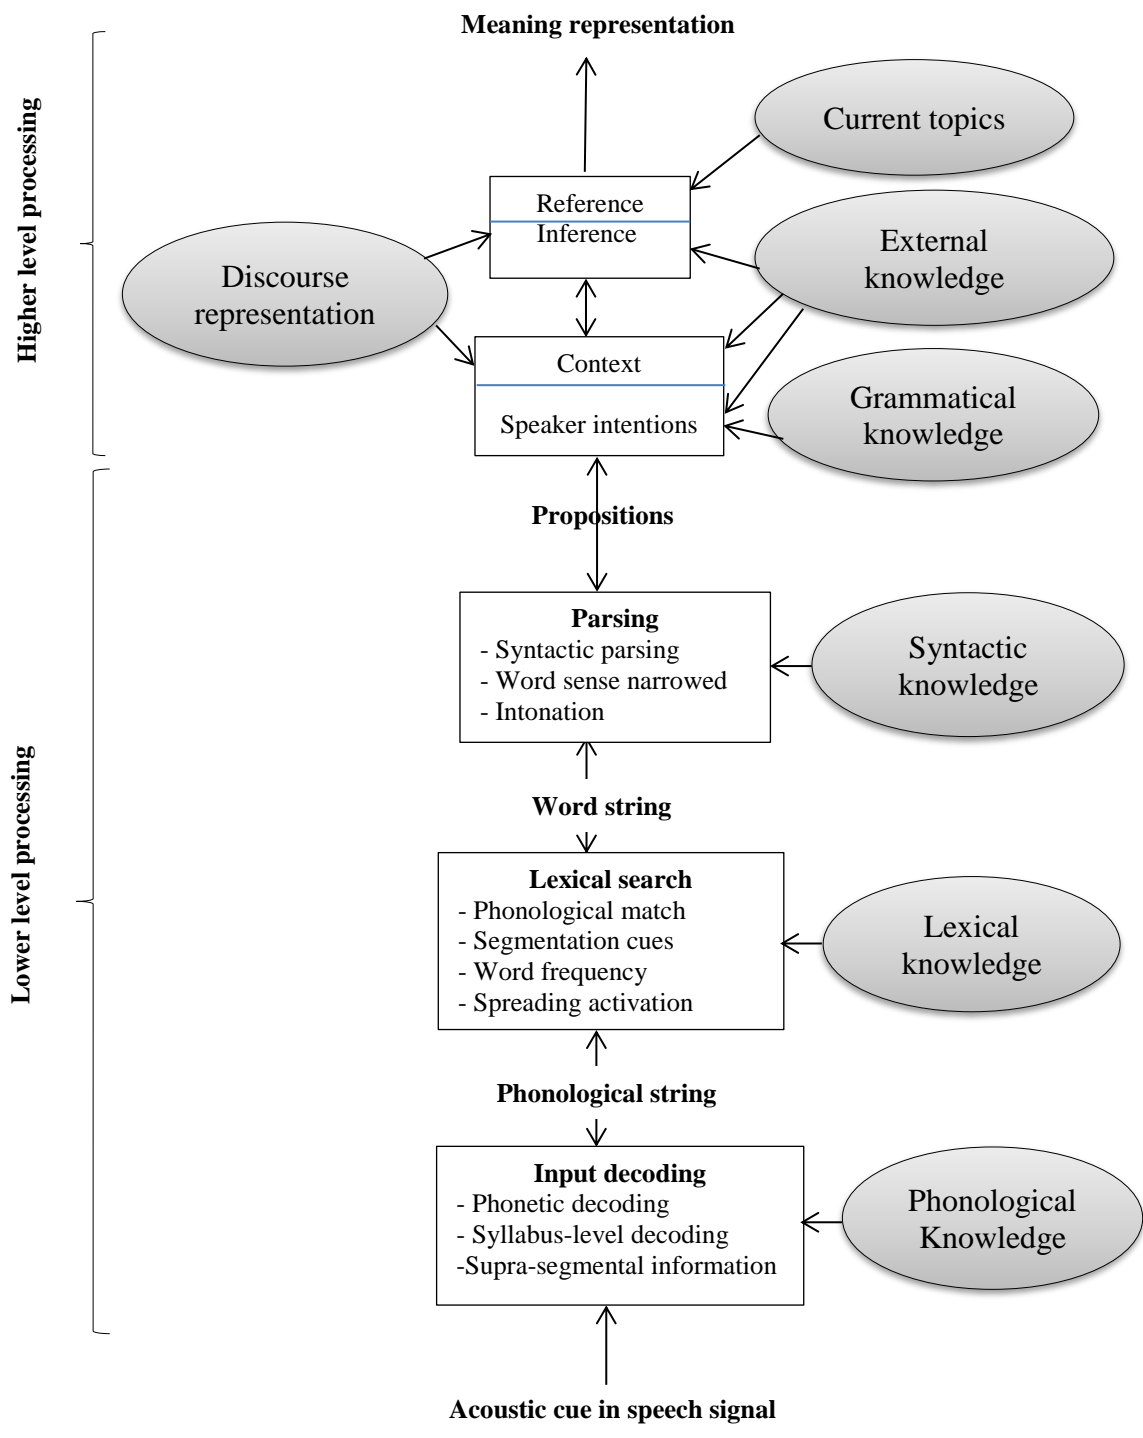 Meaning representation
Higher level processing
Current topics
Reference
Inference
External
knowledge
Discourse
representation
Context
Speaker intentions
Grammatical
knowledge
Propositions
Lower level processing
Parsing
- Syntactic parsing
- Word sense narrowed
- Intonation
Syntactic
knowledge
Word string
Lexical search
- Phonological match
- Segmentation cues
- Word frequency
- Spreading activation
Lexical
knowledge
Phonological string
Input decoding
- Phonetic decoding
- Syllabus-level decoding
-Supra-segmental information
Phonological
Knowledge
Acoustic cue in speech signal